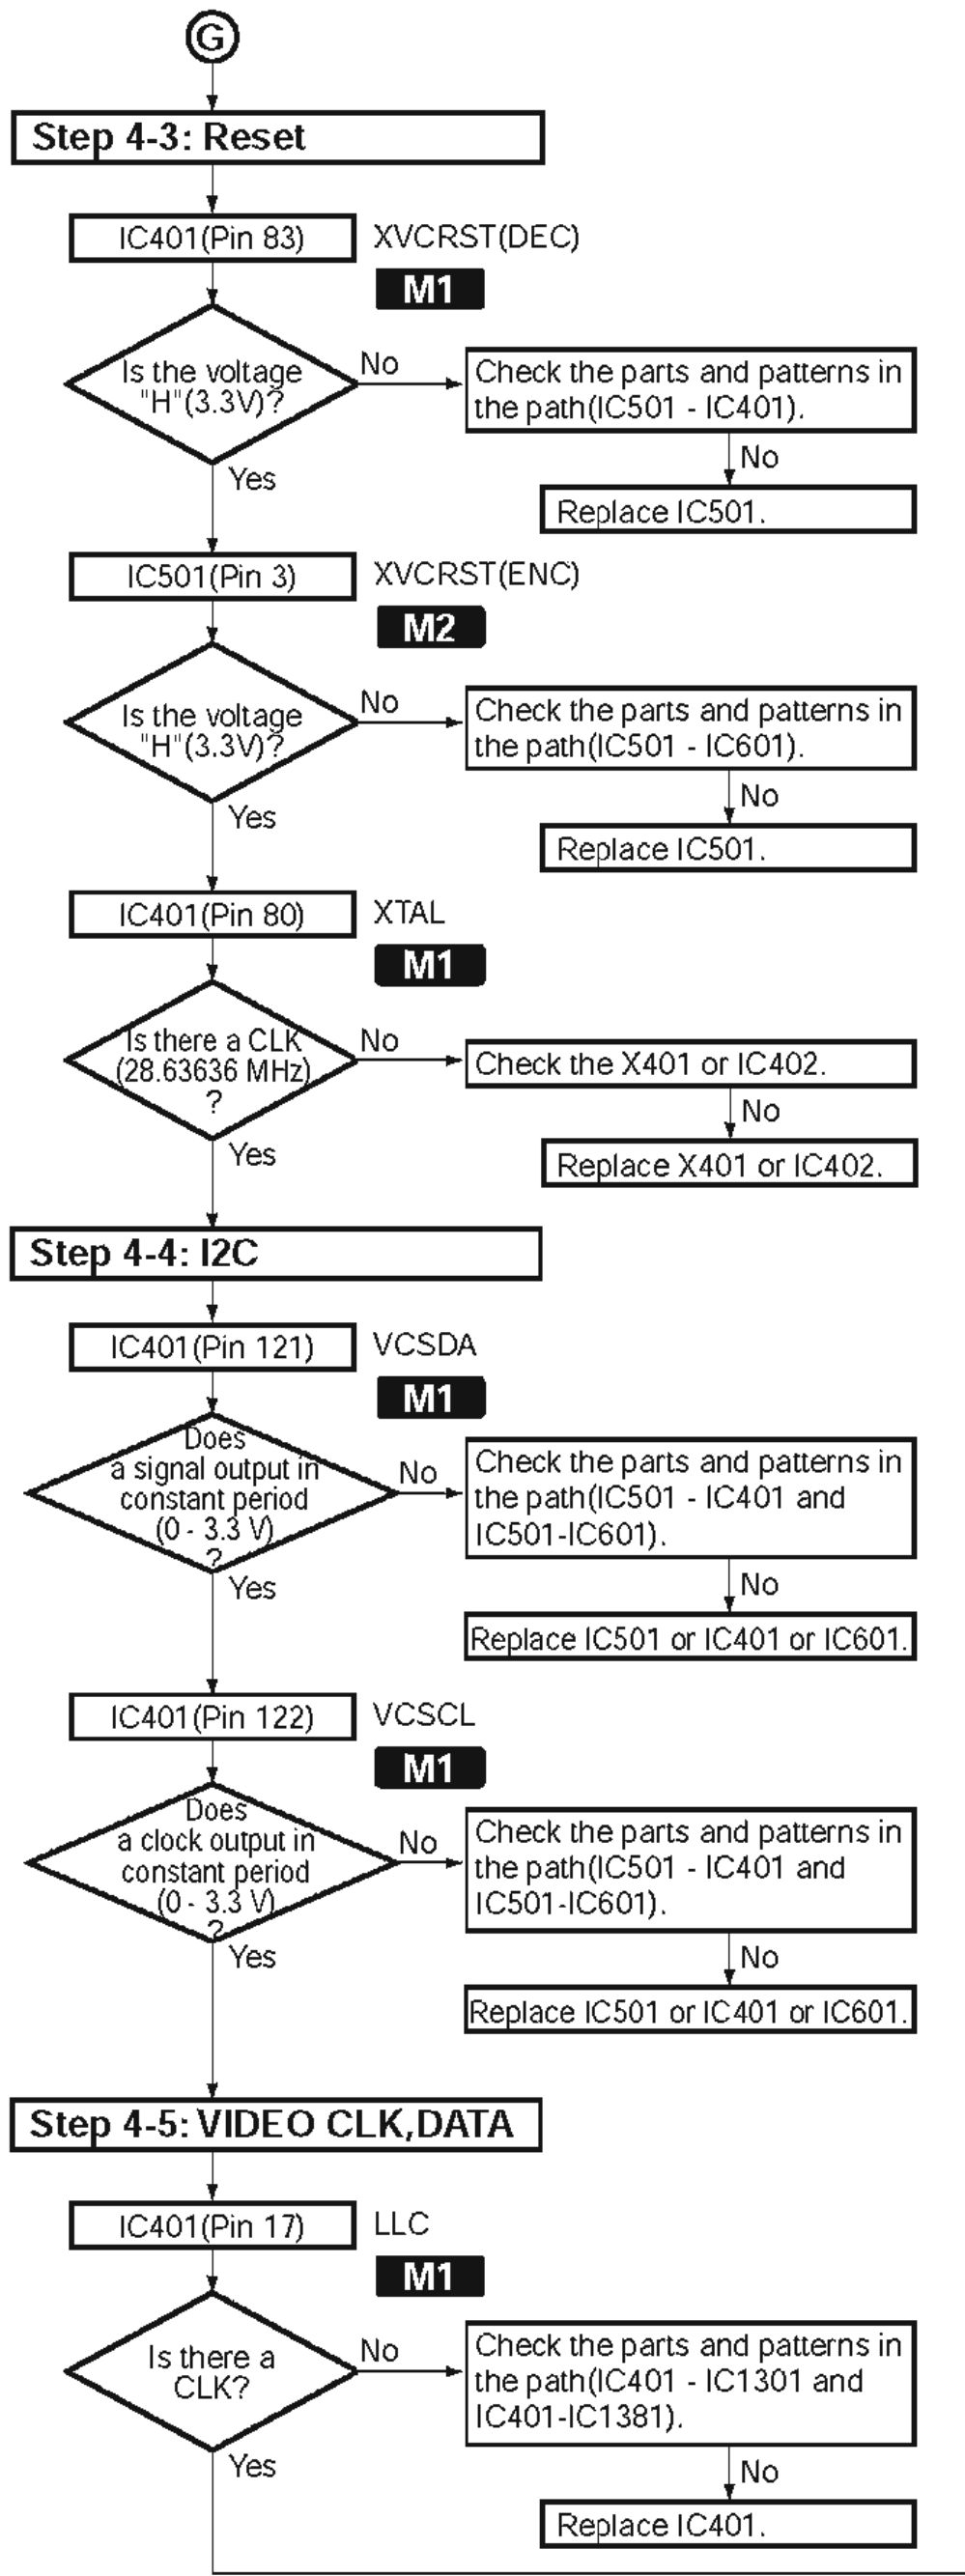 G
Step 4-3: Reset
IC401(Pin 83)
XVCRST(DEC)
M1
Is the voltage
"H"(3.3V)?
No
Check the parts and patterns in
the path(IC501 - IC401).
No
Yes
Replace IC501.
IC501(Pin 3)
XVCRST(ENC)
M2
Is the voltage
"H"(3.3V)?
No
Check the parts and patterns in
the path(IC501 - IC601).
No
Yes
Replace IC501.
IC401(Pin 80)
XTAL
M1
Is there a CLK
(28.63636 MHz)
?
No
Check the X401 or IC402.
No
Yes
Replace X401 or IC402.
Step 4-4: I2C
IC401(Pin 121)
VCSDA
M1
Does
a signal output in
constant period
(0 - 3.3 V)
?
No
Check the parts and patterns in
the path(IC501 - IC401 and
IC501-IC601).
No
Yes
Replace IC501 or IC401 or IC601.
IC401(Pin 122)
VCSCL
M1
Does
a clock output in
constant period
(0 - 3.3 V)
?
No
Check the parts and patterns in
the path(IC501 - IC401 and
IC501-IC601).
No
Yes
Replace IC501 or IC401 or IC601.
Step 4-5: VIDEO CLK,DATA
IC401(Pin 17)
LLC
M1
Is there a
CLK?
No
Check the parts and patterns in
the path(IC401 - IC1301 and
IC401-IC1381).
No
Yes
Replace IC401.